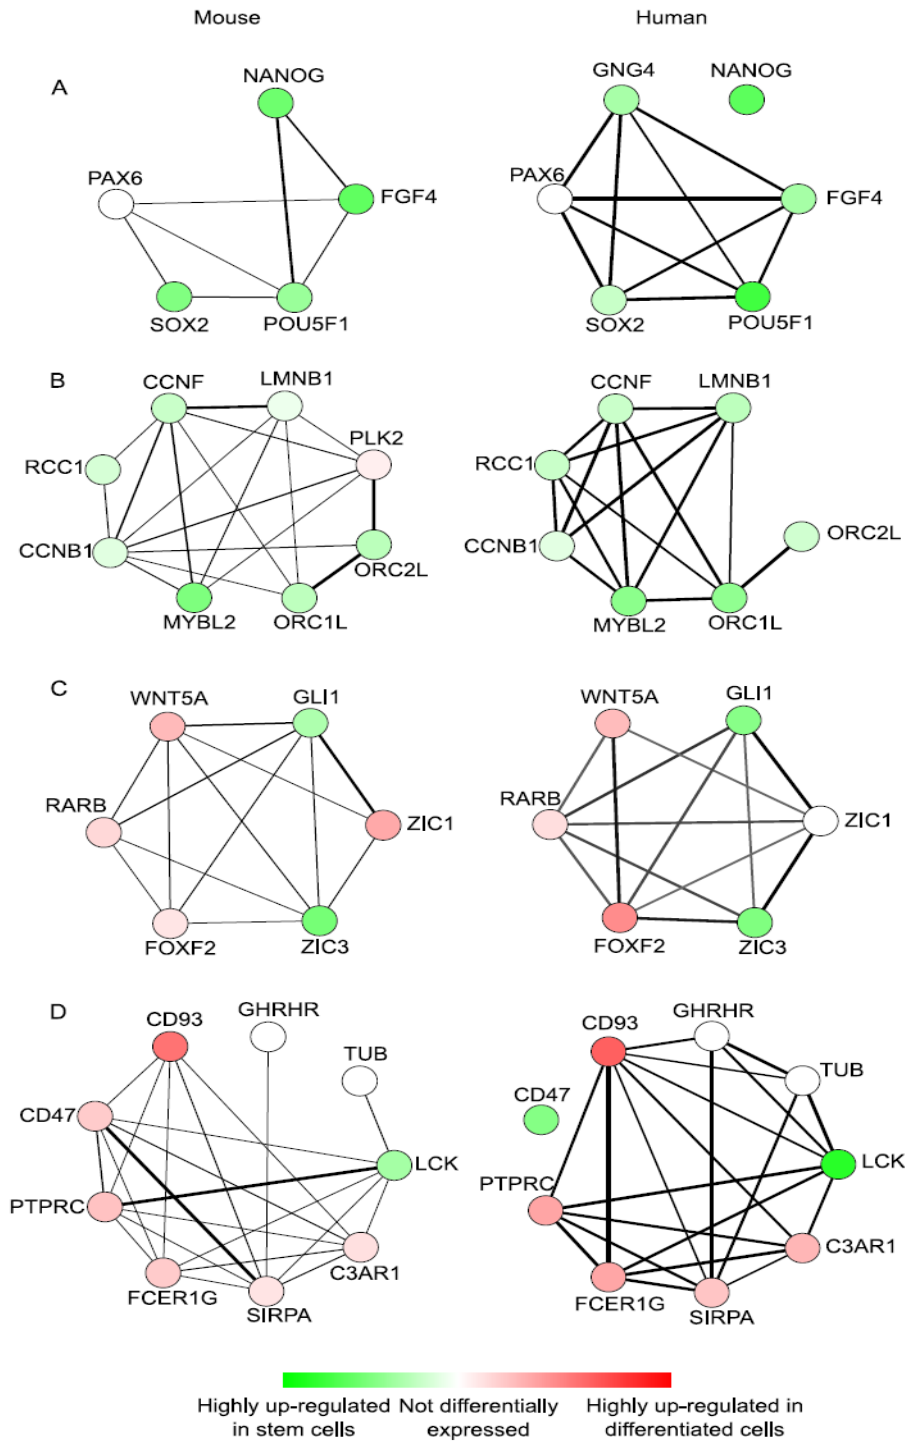 Mouse Human
A
NANOG
PAX6
FGF4
SOX2
POU5F1
GNG4
NANOG
PAX6
FGF4
SOX2
POU5F1
B
CCNF
LMNB1
PLK2
RCC1
CCNB1
ORC2L
MYBL2
ORC1L
CCNF
LMNB1
RCC1
ORC2L
CCNB1
MYBL2
ORC1L
C
WNT5A
GLI1
RARB
ZIC1
FOXF2
ZIC3
WNT5A
GLI1
RARB
ZIC1
FOXF2
ZIC3
D
CD93
GHRHR
TUB
CD47
LCK
PTPRC
C3AR1
FCER1G
SIRPA
CD93
GHRHR
TUB
CD47
LCK
PTPRC
C3AR1
FCER1G
SIRPA
Highly up-regulated
in stem cells
Not differentially
expressed
Highly up-regulated in
differentiated cells